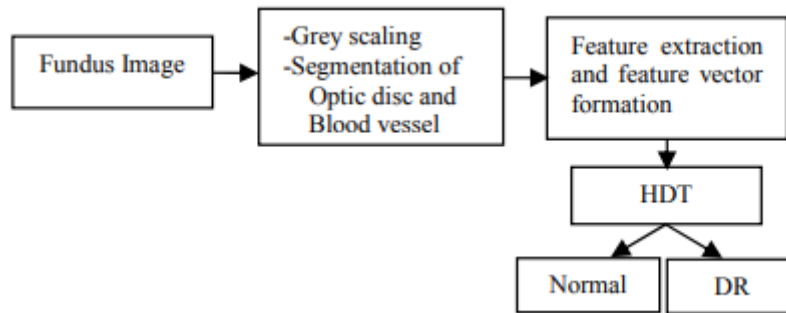 Fundus Image
-Grey scaling
-Segmentation of
Optic disc and
Blood vessel
Feature extraction
and feature vector
formation
HDT
Normal
DR